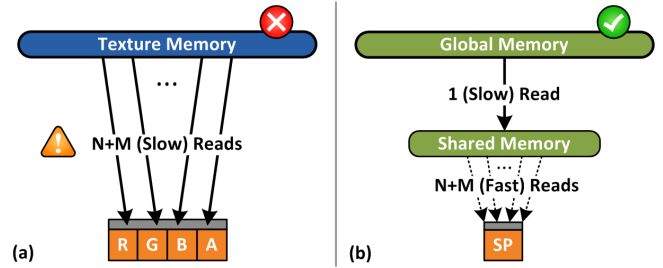 Texture Memory
...
N+M (Slow) Reads
R G B A
(a)
Global Memory
1 (Slow) Read
Shared Memory
...
N+M (Fast) Reads
SP
(b)